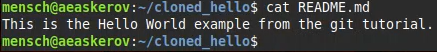 mensch@aeaskerov:~/cloned_hello$ cat README.md
This is the Hello World example from the git tutorial.
mensch@aeaskerov:~/cloned_hello$